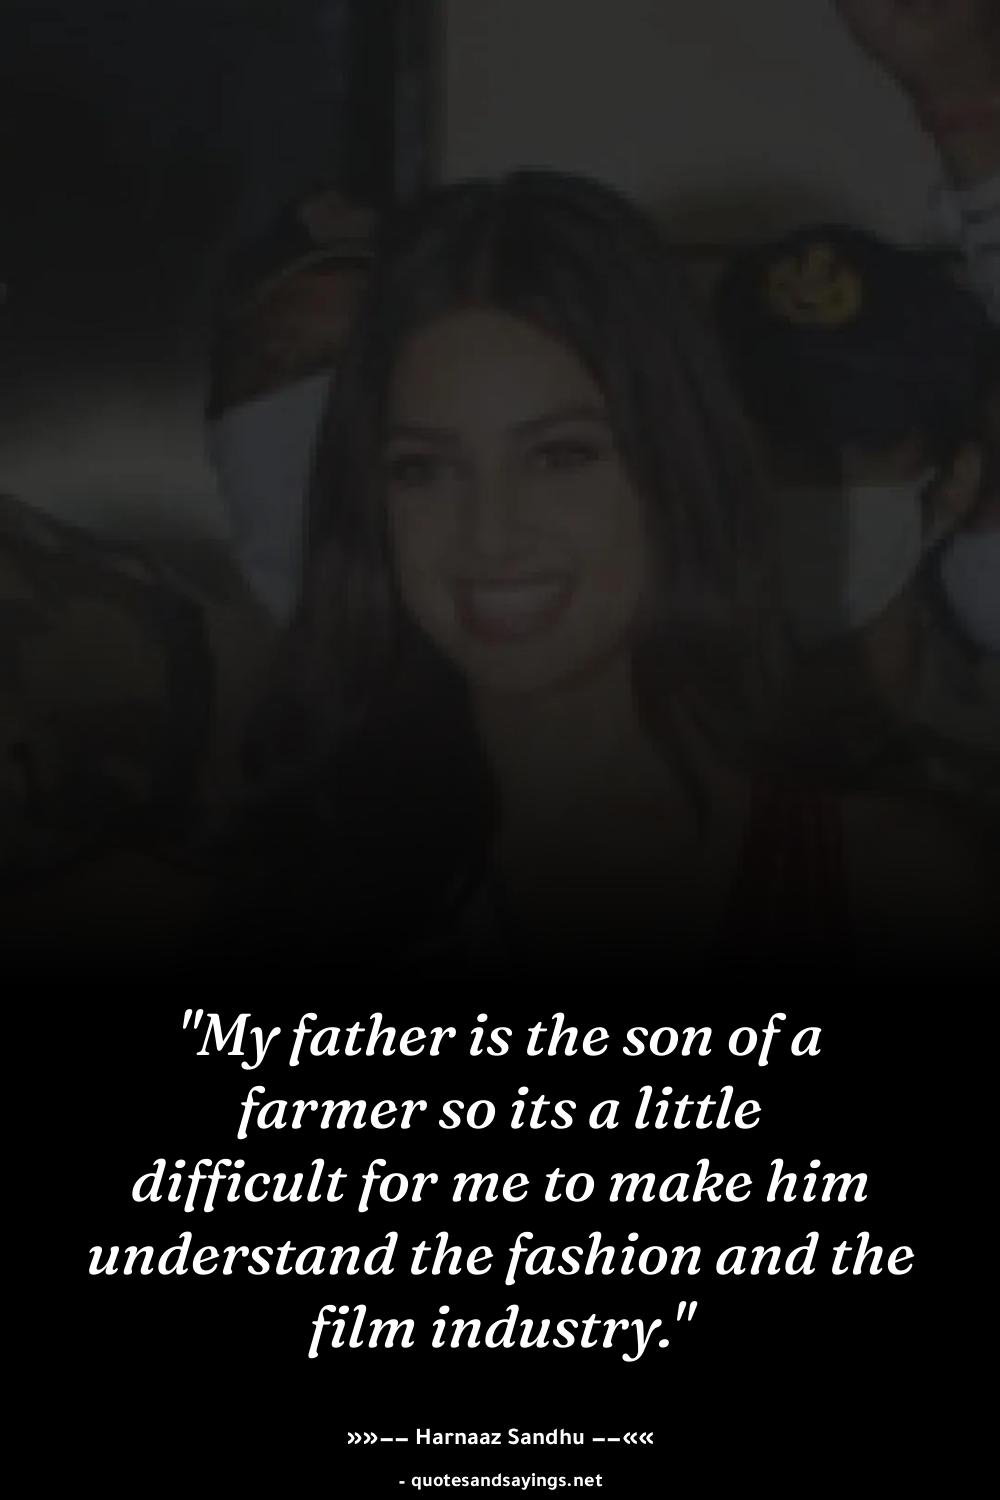 "My father is the son of a
farmer so its a little
difficult for me to make him
understand the fashion and the
film industry."
»»−− Harnaaz Sandhu −−««
- quotesandsayings.net